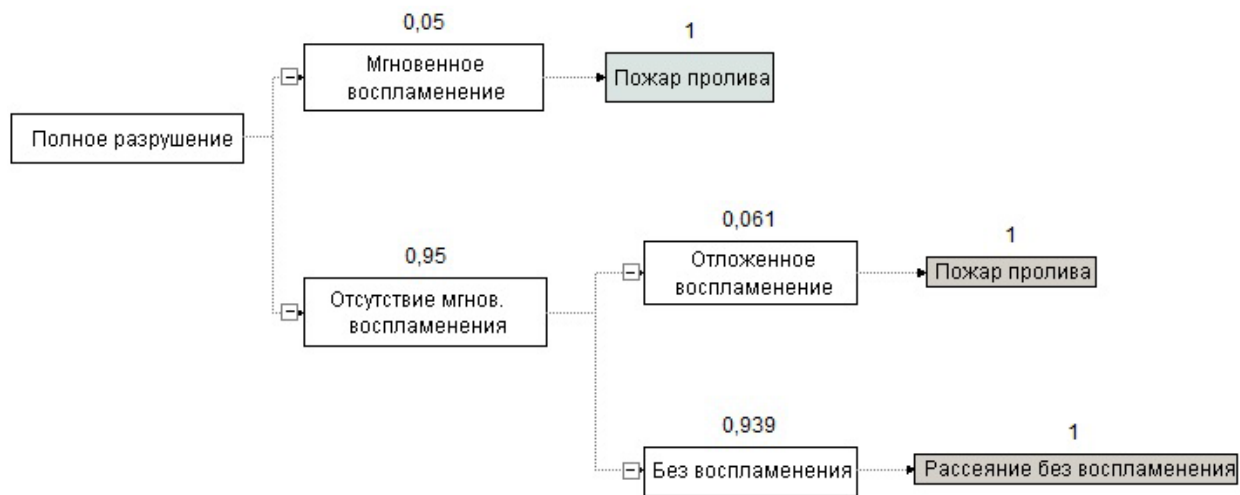 0,05
1
Мгновенное
воспламенение
Пожар пролива
Полное разрушение
0,061
1
0,95
Отложенное
воспламенение
Пожар пролива
Отсутствие мгнов.
воспламенения
0,939
1
Без воспламенения
Рассеяние без воспламенения